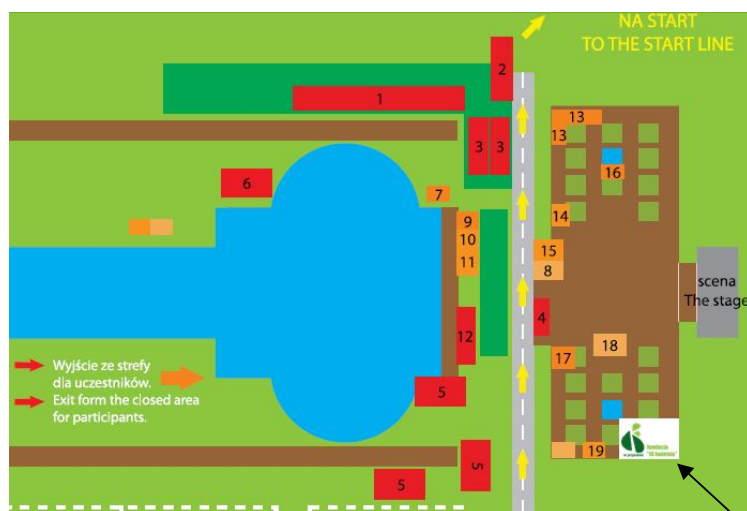 NA START
TO THE START LINE
2
1
13
13
3 3
16
6
7
14
9
10
11
15
8
scena
The stage
4
12
18
17
Wyjście ze strefy
dla uczestników.
Exit form the closed area
for participants.
5
5
5
19
fundacja